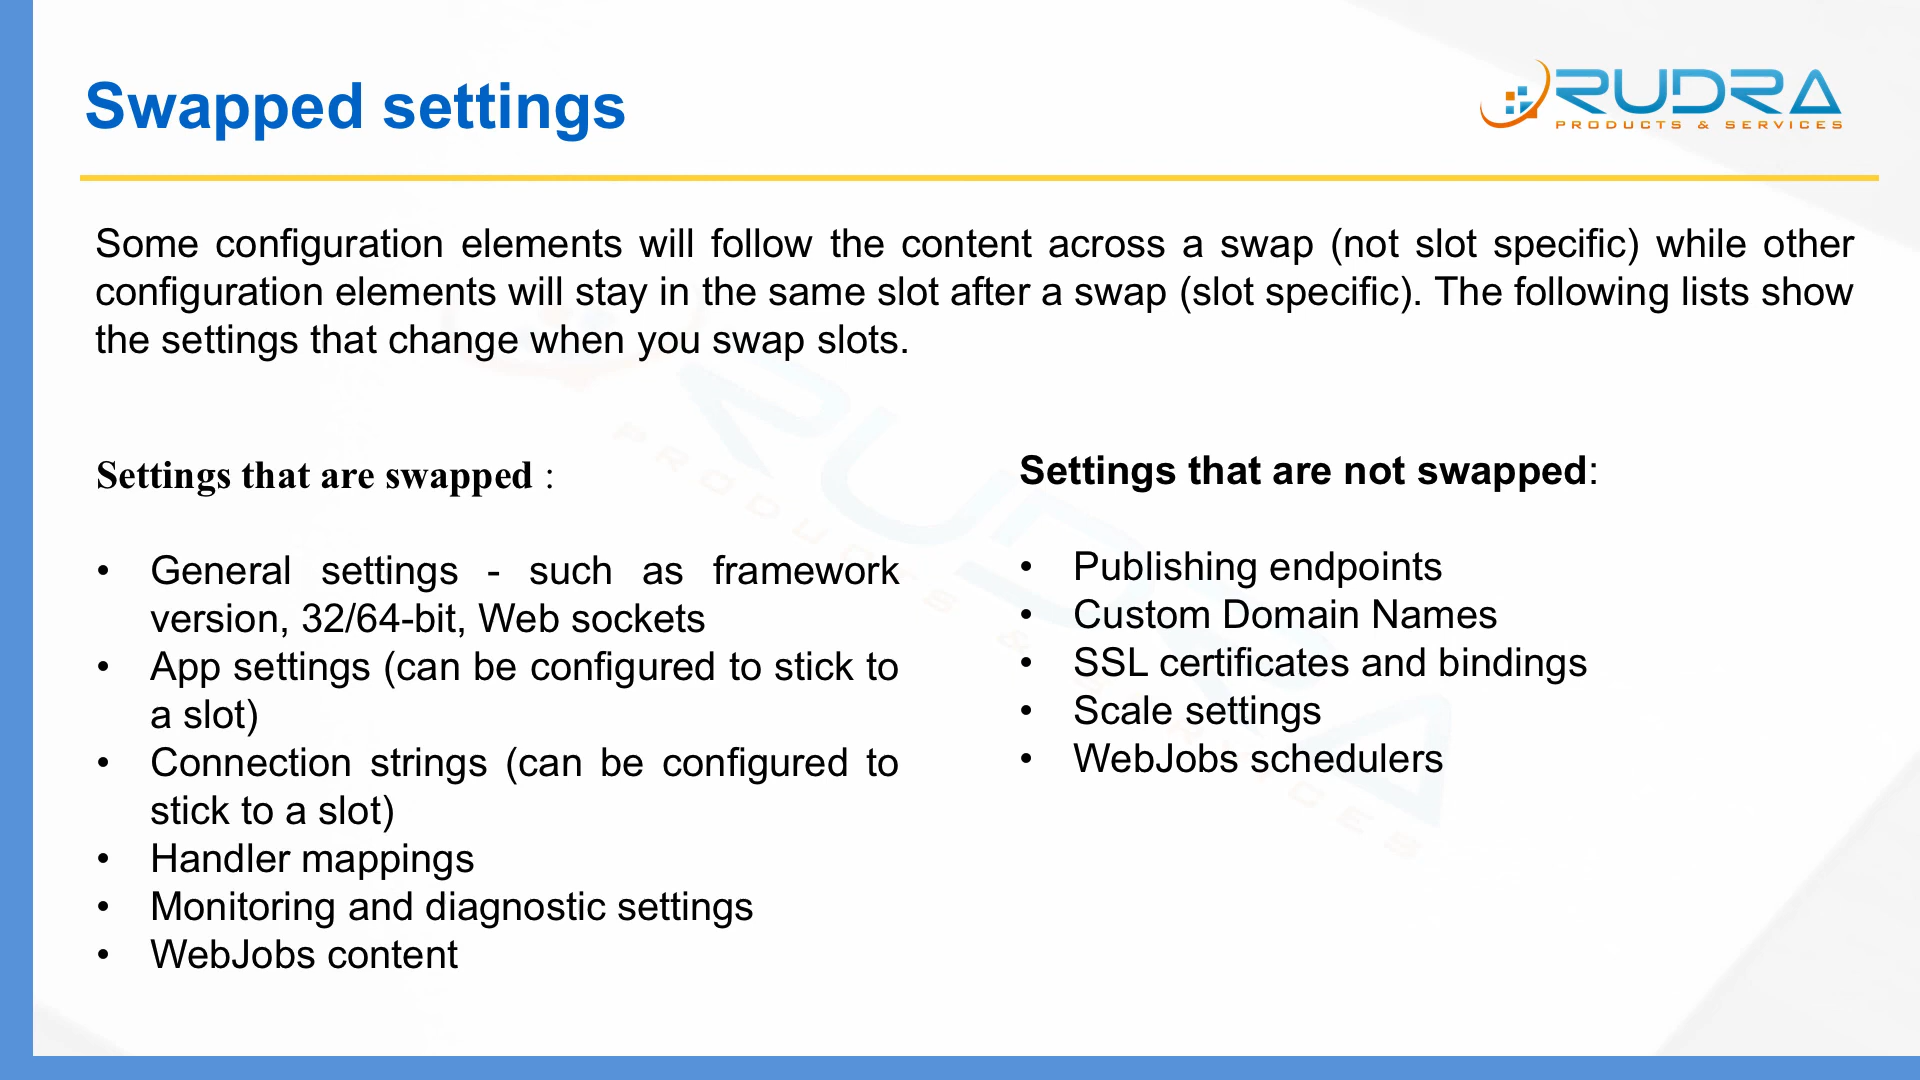 Swapped settings
RUDRA
PRODUCTS & SERVICES
Some configuration elements will follow the content across a swap (not slot specific) while other
configuration elements will stay in the same slot after a swap (slot specific). The following lists show
the settings that change when you swap slots.
Settings that are swapped :
• General settings - such as framework
version, 32/64-bit, Web sockets
• App settings (can be configured to stick to
a slot)
• Connection strings (can be configured to
stick to a slot)
• Handler mappings
• Monitoring and diagnostic settings
• WebJobs content
Settings that are not swapped:
• Publishing endpoints
• Custom Domain Names
• SSL certificates and bindings
• Scale settings
• WebJobs schedulers
RUDRA
PRODUCTS & SERVICES